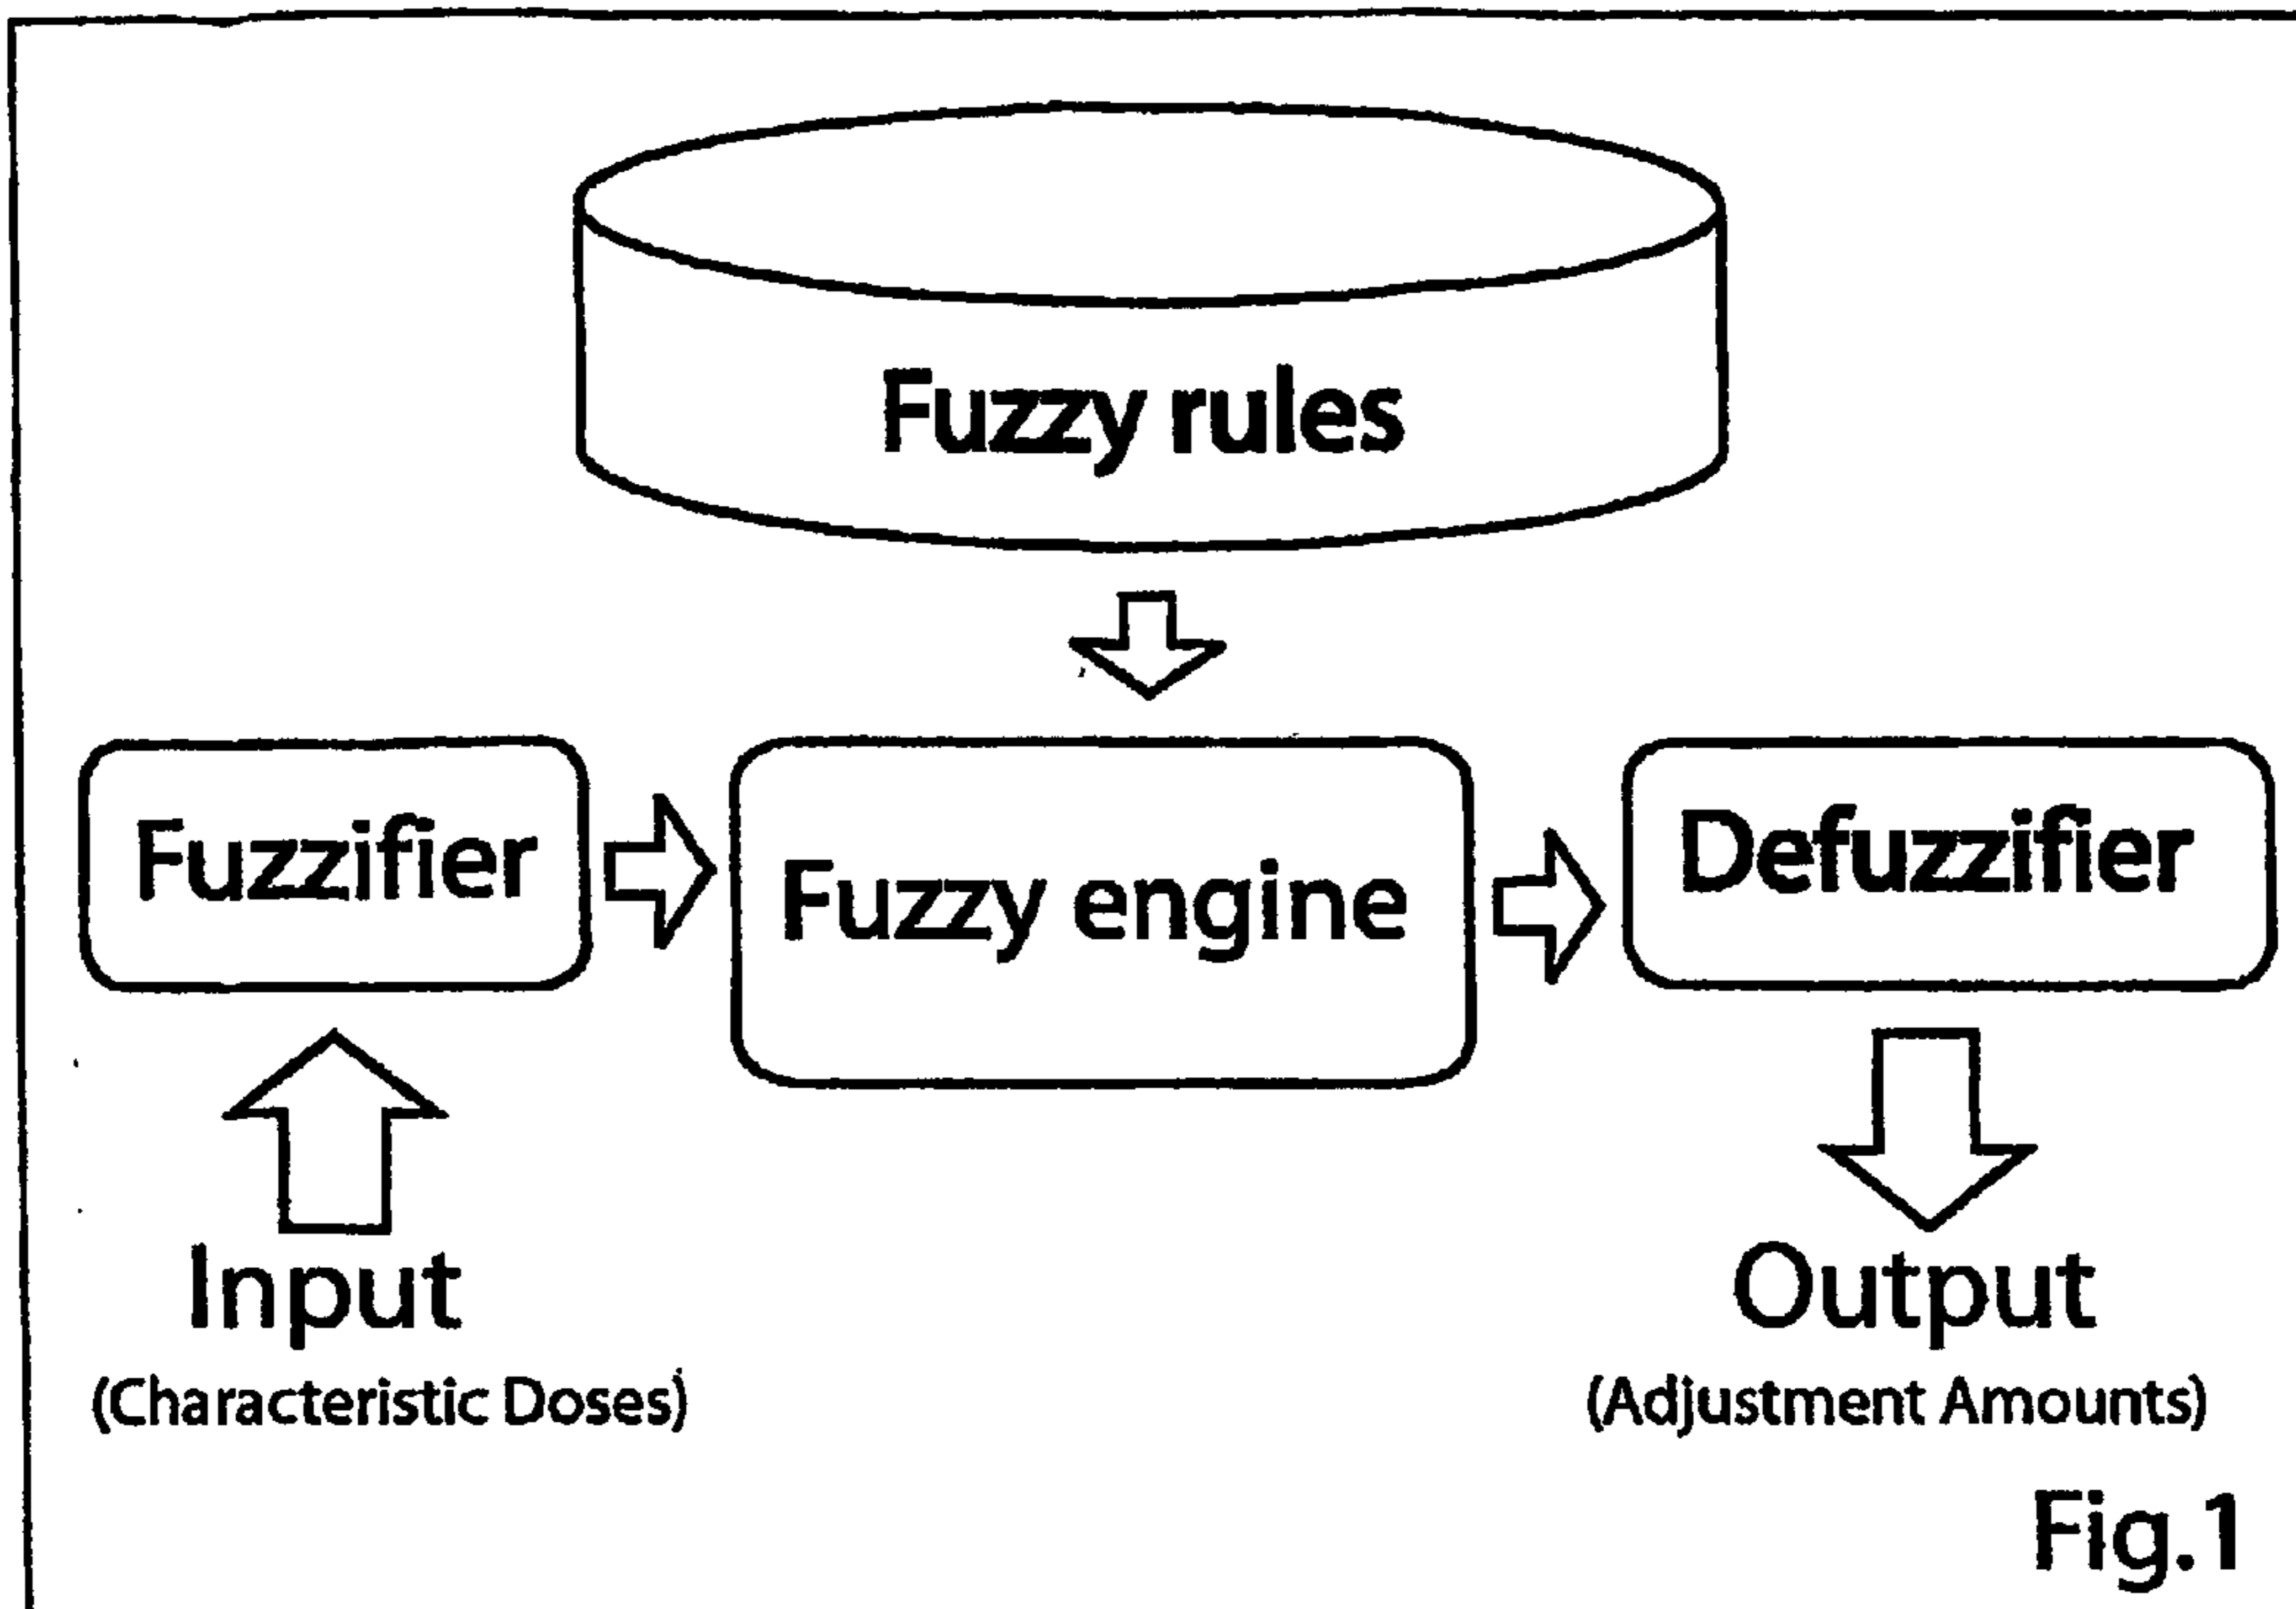 Fuzzy rules
Fuzzifier
Fuzzy engine
Defuzzifier
Input
(Characteristic Doses)
Output
(Adjustment Amounts)
Fig.1